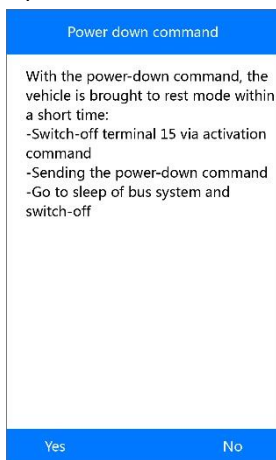 Power down command
With the power-down command, the
vehicle is brought to rest mode within
a short time:
-Switch-off terminal 15 via activation
command
-Sending the power-down command
-Go to sleep of bus system and
switch-off
Yes
No